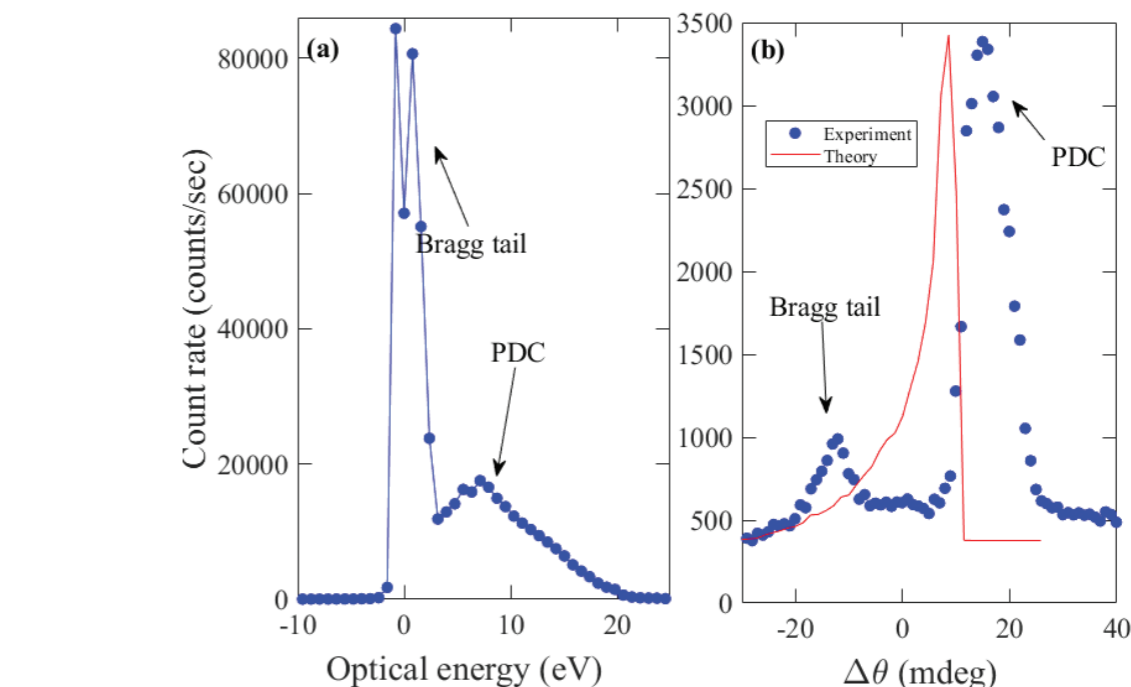 (a)
80000
60000
40000
20000
0
-10
0
10
20
Count rate (counts/sec)
Optical energy (eV)
Bragg tail
PDC
(b)
3500
3000
2500
2000
1500
1000
500
0
-20
0
20
40
Δθ (mdeg)
Experiment
Theory
PDC
Bragg tail